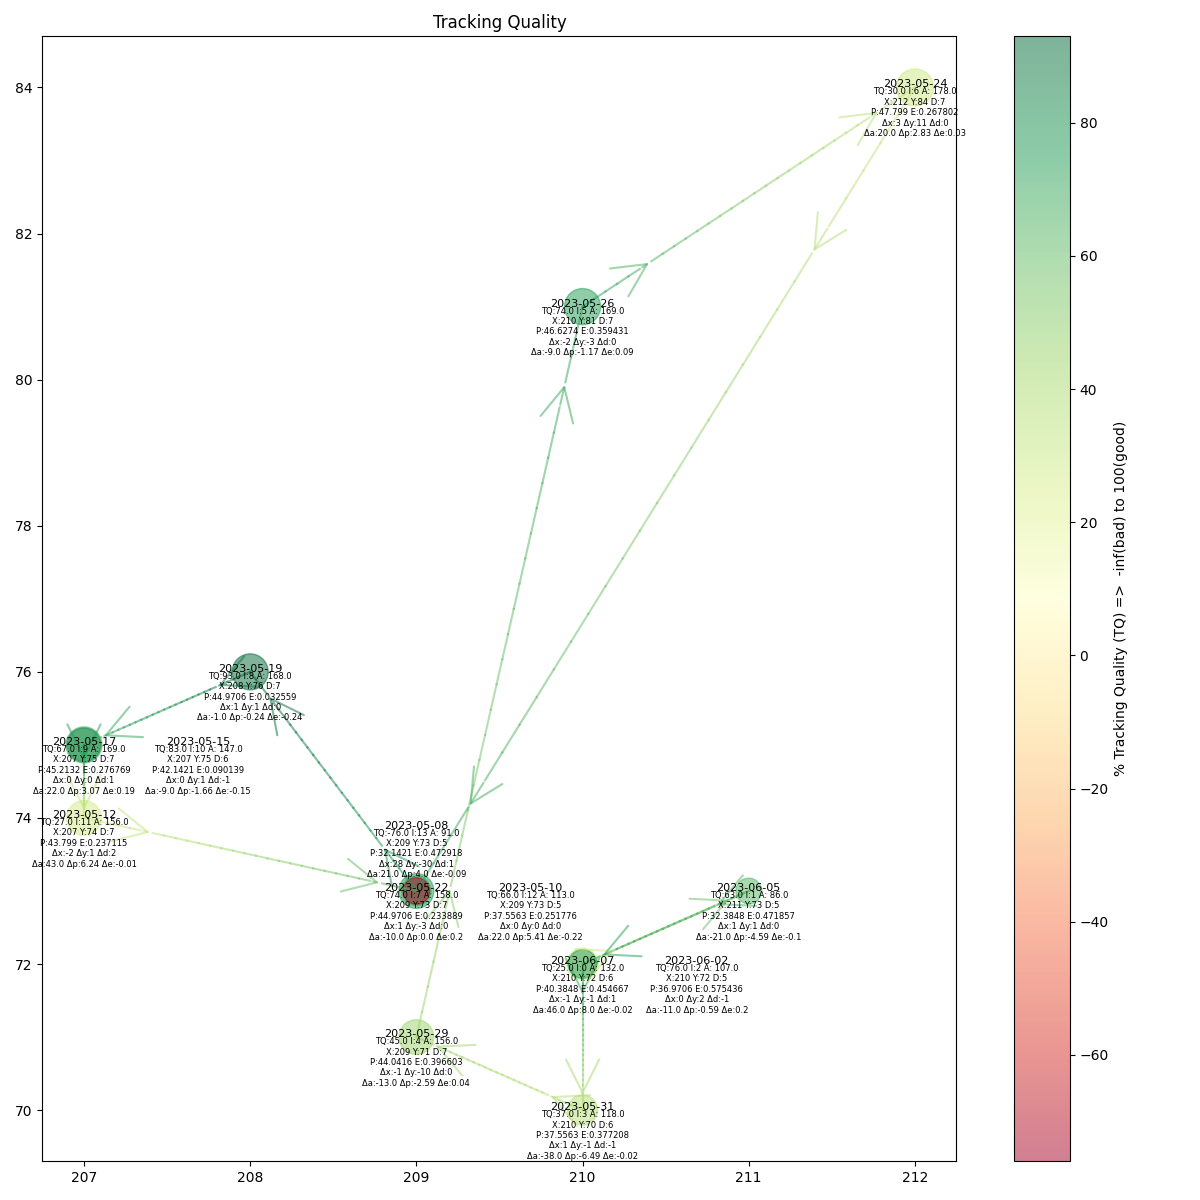 Tracking Quality
84
82
80
78
76
74
72
70
207
208
209
210
211
212
2023-05-24
TQ:30.0 I:6 A: 178.0
X:212 Y:84 D:7
P:47.799 E:0.267802
Δx:3 Δy:11 Δd:0
Δa:20.0 Δp:2.83 Δe:0.03
2023-05-26
TQ:74.0 I:5 A: 169.0
X:210 Y:81 D:7
P:46.6274 E:0.359431
Δx:-2 Δy:-3 Δd:0
Δa:-9.0 Δp:-1.17 Δe:0.09
2023-05-19
TQ:93.0 I:8 A: 168.0
X:208 Y:76 D:7
P:44.9706 E:0.032559
Δx:1 Δy:1 Δd:0
Δa:-1.0 Δp:-0.24 Δe:-0.24
2023-05-17
TQ:67.0 I:9 A: 169.0
X:207 Y:75 D:7
P:45.2132 E:0.276769
Δx:0 Δy:0 Δd:1
Δa:22.0 Δp:3.07 Δe:0.19
2023-05-15
TQ:83.0 I:10 A: 147.0
X:207 Y:75 D:6
P:42.1421 E:0.090139
Δx:0 Δy:1 Δd:-1
Δa:-9.0 Δp:-1.66 Δe:-0.15
2023-05-12
TQ:27.0 I:11 A: 156.0
X:207 Y:74 D:7
P:43.799 E:0.237115
Δx:-2 Δy:1 Δd:2
Δa:43.0 Δp:6.24 Δe:-0.01
2023-05-08
TQ:-76.0 I:13 A: 91.0
X:209 Y:73 D:5
P:32.1421 E:0.472918
Δx:28 Δy:-30 Δd:1
Δa:21.0 Δp:4.0 Δe:-0.09
2023-05-22
TQ:74.0 I:7 A: 158.0
X:209 Y:73 D:7
P:44.9706 E:0.233889
Δx:1 Δy:-3 Δd:0
Δa:-10.0 Δp:0.0 Δe:0.2
2023-05-10
TQ:66.0 I:12 A: 113.0
X:209 Y:73 D:5
P:37.5563 E:0.251776
Δx:0 Δy:0 Δd:0
Δa:22.0 Δp:5.41 Δe:-0.22
2023-06-05
TQ:63.0 I:1 A: 86.0
X:211 Y:73 D:5
P:32.3848 E:0.471857
Δx:1 Δy:1 Δd:0
Δa:-21.0 Δp:-4.59 Δe:-0.1
2023-06-07
TQ:25.0 I:0 A: 132.0
X:210 Y:72 D:6
P:40.3848 E:0.454667
Δx:-1 Δy:-1 Δd:1
Δa:46.0 Δp:8.0 Δe:-0.02
2023-06-02
TQ:76.0 I:2 A: 107.0
X:210 Y:72 D:5
P:36.9706 E:0.575436
Δx:0 Δy:2 Δd:-1
Δa:-11.0 Δp:-0.59 Δe:0.2
2023-05-29
TQ:45.0 I:4 A: 156.0
X:209 Y:71 D:7
P:44.0416 E:0.396603
Δx:-1 Δy:-10 Δd:0
Δa:-13.0 Δp:-2.59 Δe:0.04
2023-05-31
TQ:37.0 I:3 A: 118.0
X:210 Y:70 D:6
P:37.5563 E:0.377208
Δx:1 Δy:-1 Δd:-1
Δa:-38.0 Δp:-6.49 Δe:-0.02
80
60
40
20
0
−20
−40
−60
% Tracking Quality (TQ) => -inf(bad) to 100(good)